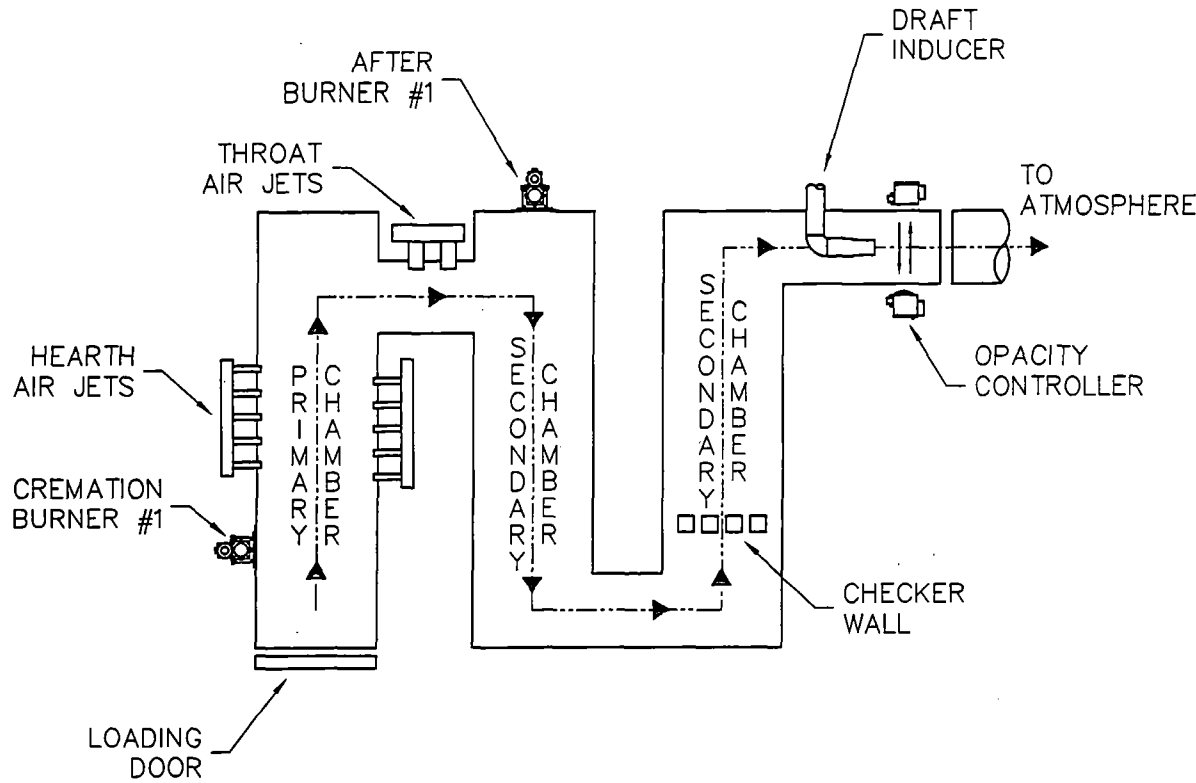 DRAFT
INDUCER
AFTER
BURNER #1
THROAT
AIR JETS
TO
ATMOSPHERE
HEARTH
AIR JETS
PRIMARY
CHAMBER
SECONDARY
CHAMBER
SECONDARY
CHAMBER
OPACITY
CONTROLLER
CREMATION
BURNER #1
CHECKER
WALL
LOADING
DOOR